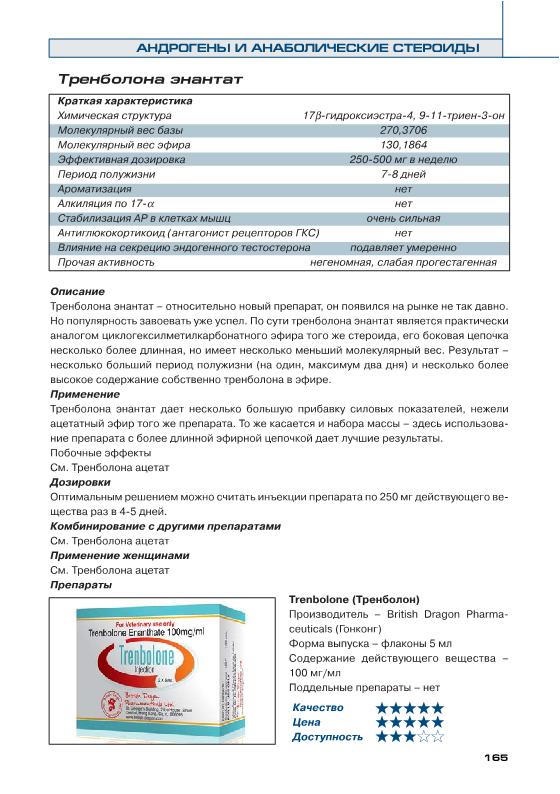 АНДРОГЕНЫ И АНАБОЛИЧЕСКИЕ СТЕРОИДЫ
Тренболона энантат
Краткая характеристика
Химическая структура 17β-гидроксиэстра-4, 9-11-триен-3-он
Молекулярный вес базы 270,3706
Молекулярный вес эфира 130,1864
Эффективная дозировка 250-500 мг в неделю
Период полужизни 7-8 дней
Ароматизация нет
Алкиляция по 17-α нет
Стабилизация АР в клетках мышц очень сильная
Антиглюкокортикоид (антагонист рецепторов ГКС) нет
Влияние на секрецию эндогенного тестостерона подавляет умеренно
Прочая активность негеномная, слабая прогестагенная
Описание
Тренболона энантат – относительно новый препарат, он появился на рынке не так давно.
Но популярность завоевать уже успел. По сути тренболона энантат является практически
аналогом циклогексилметилкарбонатного эфира того же стероида, его боковая цепочка
несколько более длинная, но имеет несколько меньший молекулярный вес. Результат –
несколько больший период полужизни (на один, максимум два дня) и несколько более
высокое содержание собственно тренболона в эфире.
Применение
Тренболона энантат дает несколько большую прибавку силовых показателей, нежели
ацетатный эфир того же препарата. То же касается и набора массы – здесь использова-
ние препарата с более длинной эфирной цепочкой дает лучшие результаты.
Побочные эффекты
См. Тренболона ацетат
Дозировки
Оптимальным решением можно считать инъекции препарата по 250 мг действующего ве-
щества раз в 4-5 дней.
Комбинирование с другими препаратами
См. Тренболона ацетат
Применение женщинами
См. Тренболона ацетат
Препараты
For Veterinary use only
Trenbolone Enanthate 100mg/ml
Trenbolone
Injection
British Dragon
Pharmaceuticals Ltd.
Trenbolone (Тренболон)
Производитель – British Dragon Pharma-
ceuticals (Гонконг)
Форма выпуска – флаконы 5 мл
Содержание действующего вещества –
100 мг/мл
Поддельные препараты – нет
Качество
Цена
Доступность
165